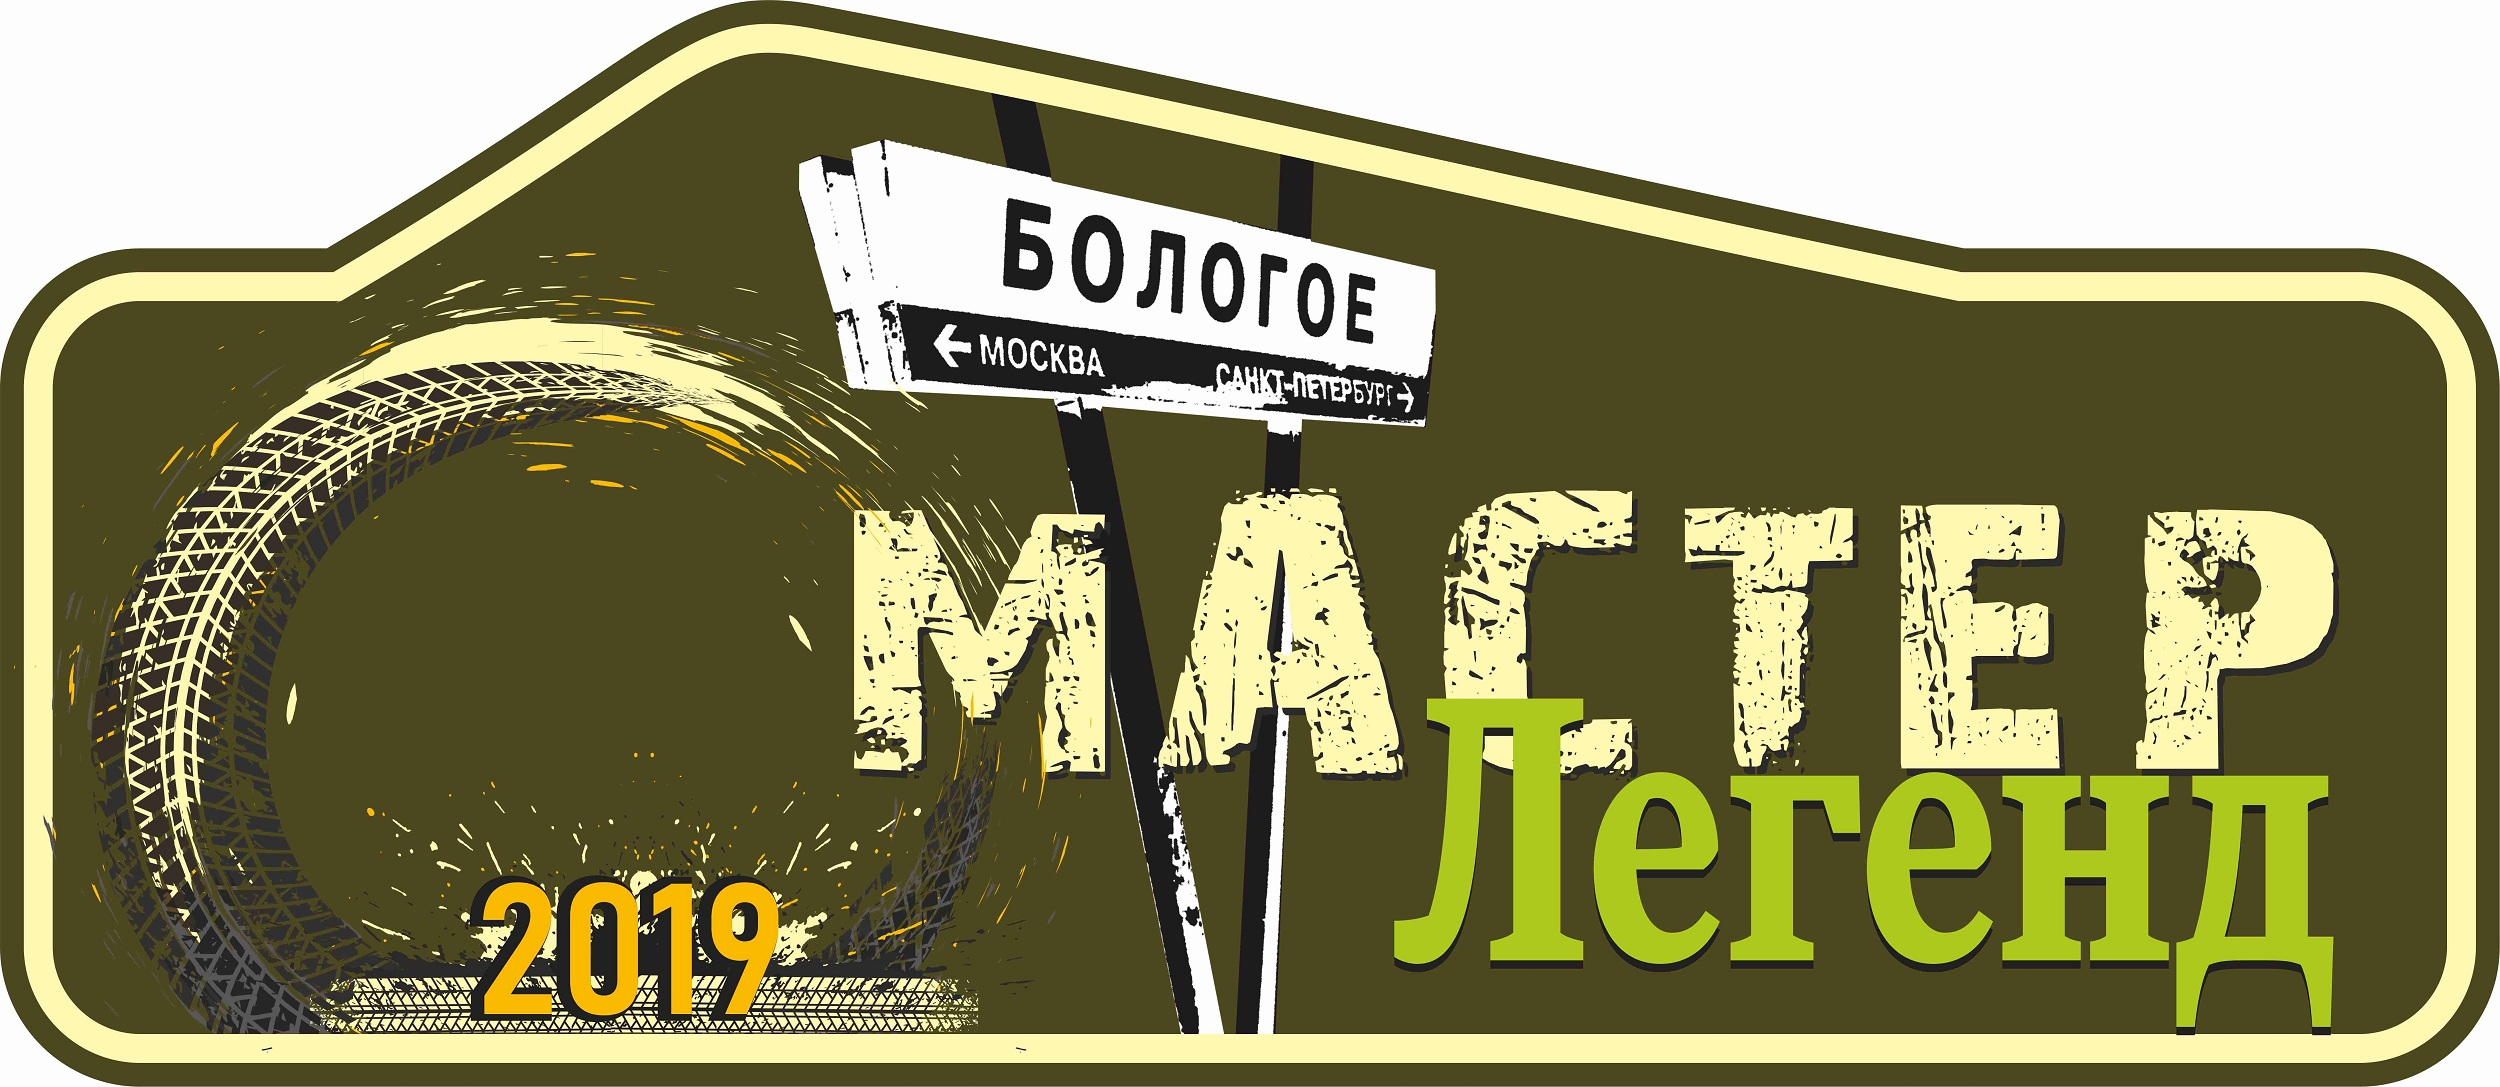 БОЛОГОЕ
← МОСКВА
САНКТ-ПЕТЕРБУРГ →
МАСТЕР
Легенд
2019